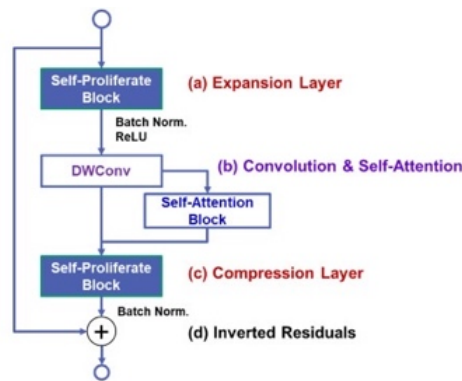 Self-Proliferate
Block
(a) Expansion Layer
Batch Norm.
ReLU
DWConv
(b) Convolution & Self-Attention
Self-Attention
Block
Self-Proliferate
Block
(c) Compression Layer
Batch Norm.
+
(d) Inverted Residuals